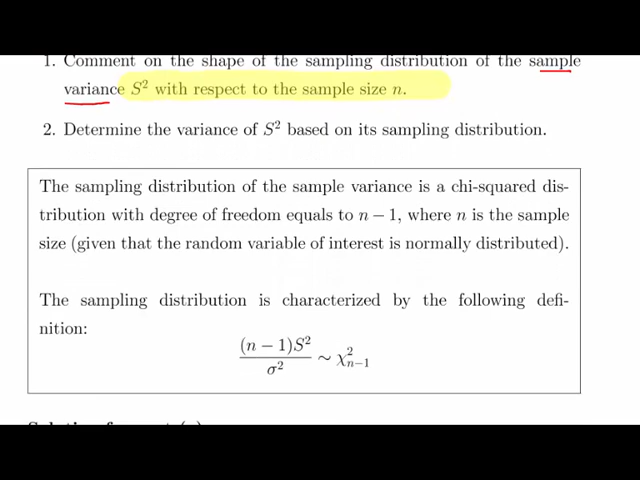 1. Comment on the shape of the sampling distribution of the sample
variance S² with respect to the sample size n.
2. Determine the variance of S² based on its sampling distribution.
The sampling distribution of the sample variance is a chi-squared dis-
tribution with degree of freedom equals to n − 1, where n is the sample
size (given that the random variable of interest is normally distributed).
The sampling distribution is characterized by the following defi-
nition:
(n − 1)S²
σ²
∼ χ²ₙ₋₁